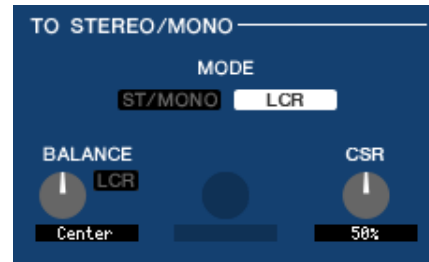 TO STEREO/MONO
MODE
ST/MONO LCR
BALANCE CSR
LCR
Center 50%